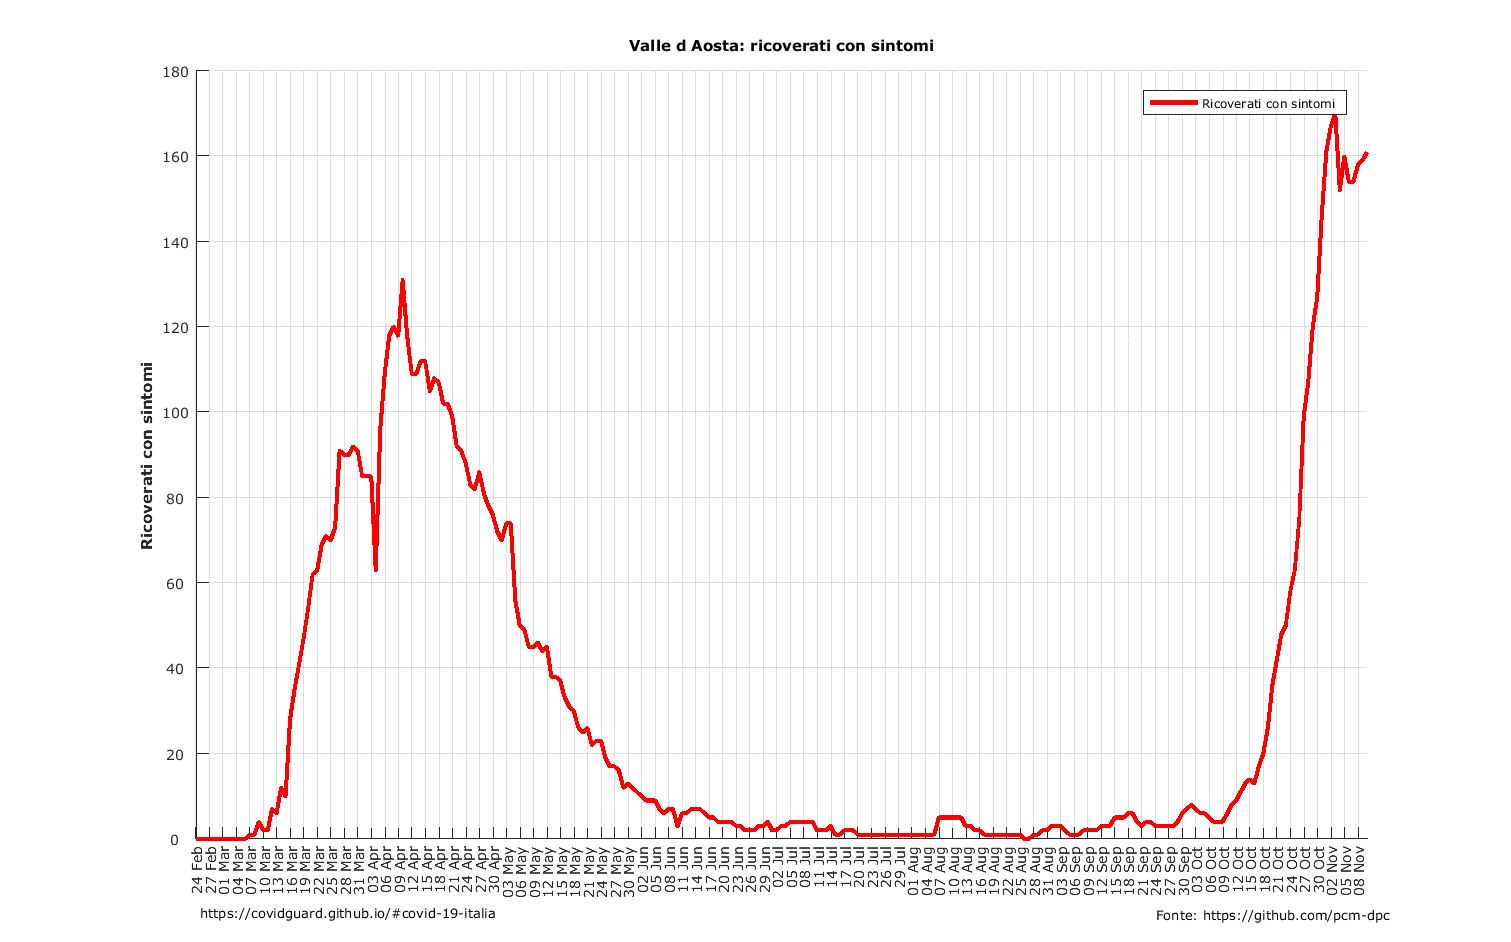 Valle d Aosta: ricoverati con sintomi
Ricoverati con sintomi
Ricoverati con sintomi
180
160
140
120
100
80
60
40
20
0
24 Feb
27 Feb
01 Mar
04 Mar
07 Mar
10 Mar
13 Mar
16 Mar
19 Mar
22 Mar
25 Mar
28 Mar
31 Mar
03 Apr
06 Apr
09 Apr
12 Apr
15 Apr
18 Apr
21 Apr
24 Apr
27 Apr
30 Apr
03 May
06 May
09 May
12 May
15 May
18 May
21 May
24 May
27 May
30 May
02 Jun
05 Jun
08 Jun
11 Jun
14 Jun
17 Jun
20 Jun
23 Jun
26 Jun
29 Jun
02 Jul
05 Jul
08 Jul
11 Jul
14 Jul
17 Jul
20 Jul
23 Jul
26 Jul
29 Jul
01 Aug
04 Aug
07 Aug
10 Aug
13 Aug
16 Aug
19 Aug
22 Aug
25 Aug
28 Aug
31 Aug
03 Sep
06 Sep
09 Sep
12 Sep
15 Sep
18 Sep
21 Sep
24 Sep
27 Sep
30 Sep
03 Oct
06 Oct
09 Oct
12 Oct
15 Oct
18 Oct
21 Oct
24 Oct
27 Oct
30 Oct
02 Nov
05 Nov
08 Nov
https://covidguard.github.io/#covid-19-italia
Fonte: https://github.com/pcm-dpc